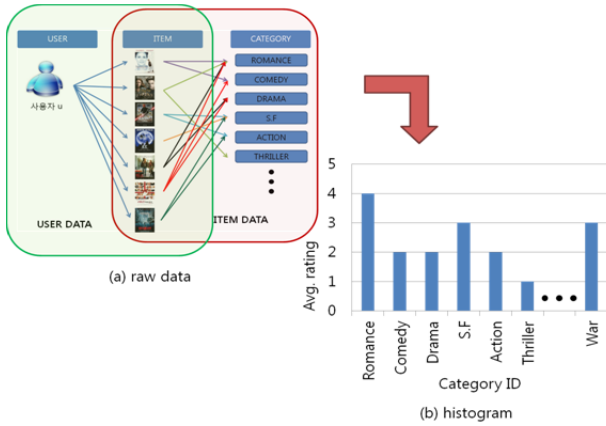 USER ITEM CATEGORY
사용자 u
ROMANCE
COMEDY
DRAMA
S.F
ACTION
THRILLER
USER DATA ITEM DATA
(a) raw data
5
4
3
2
1
0
Avg. rating
Romance
Comedy
Drama
S.F
Action
Thriller
War
Category ID
(b) histogram